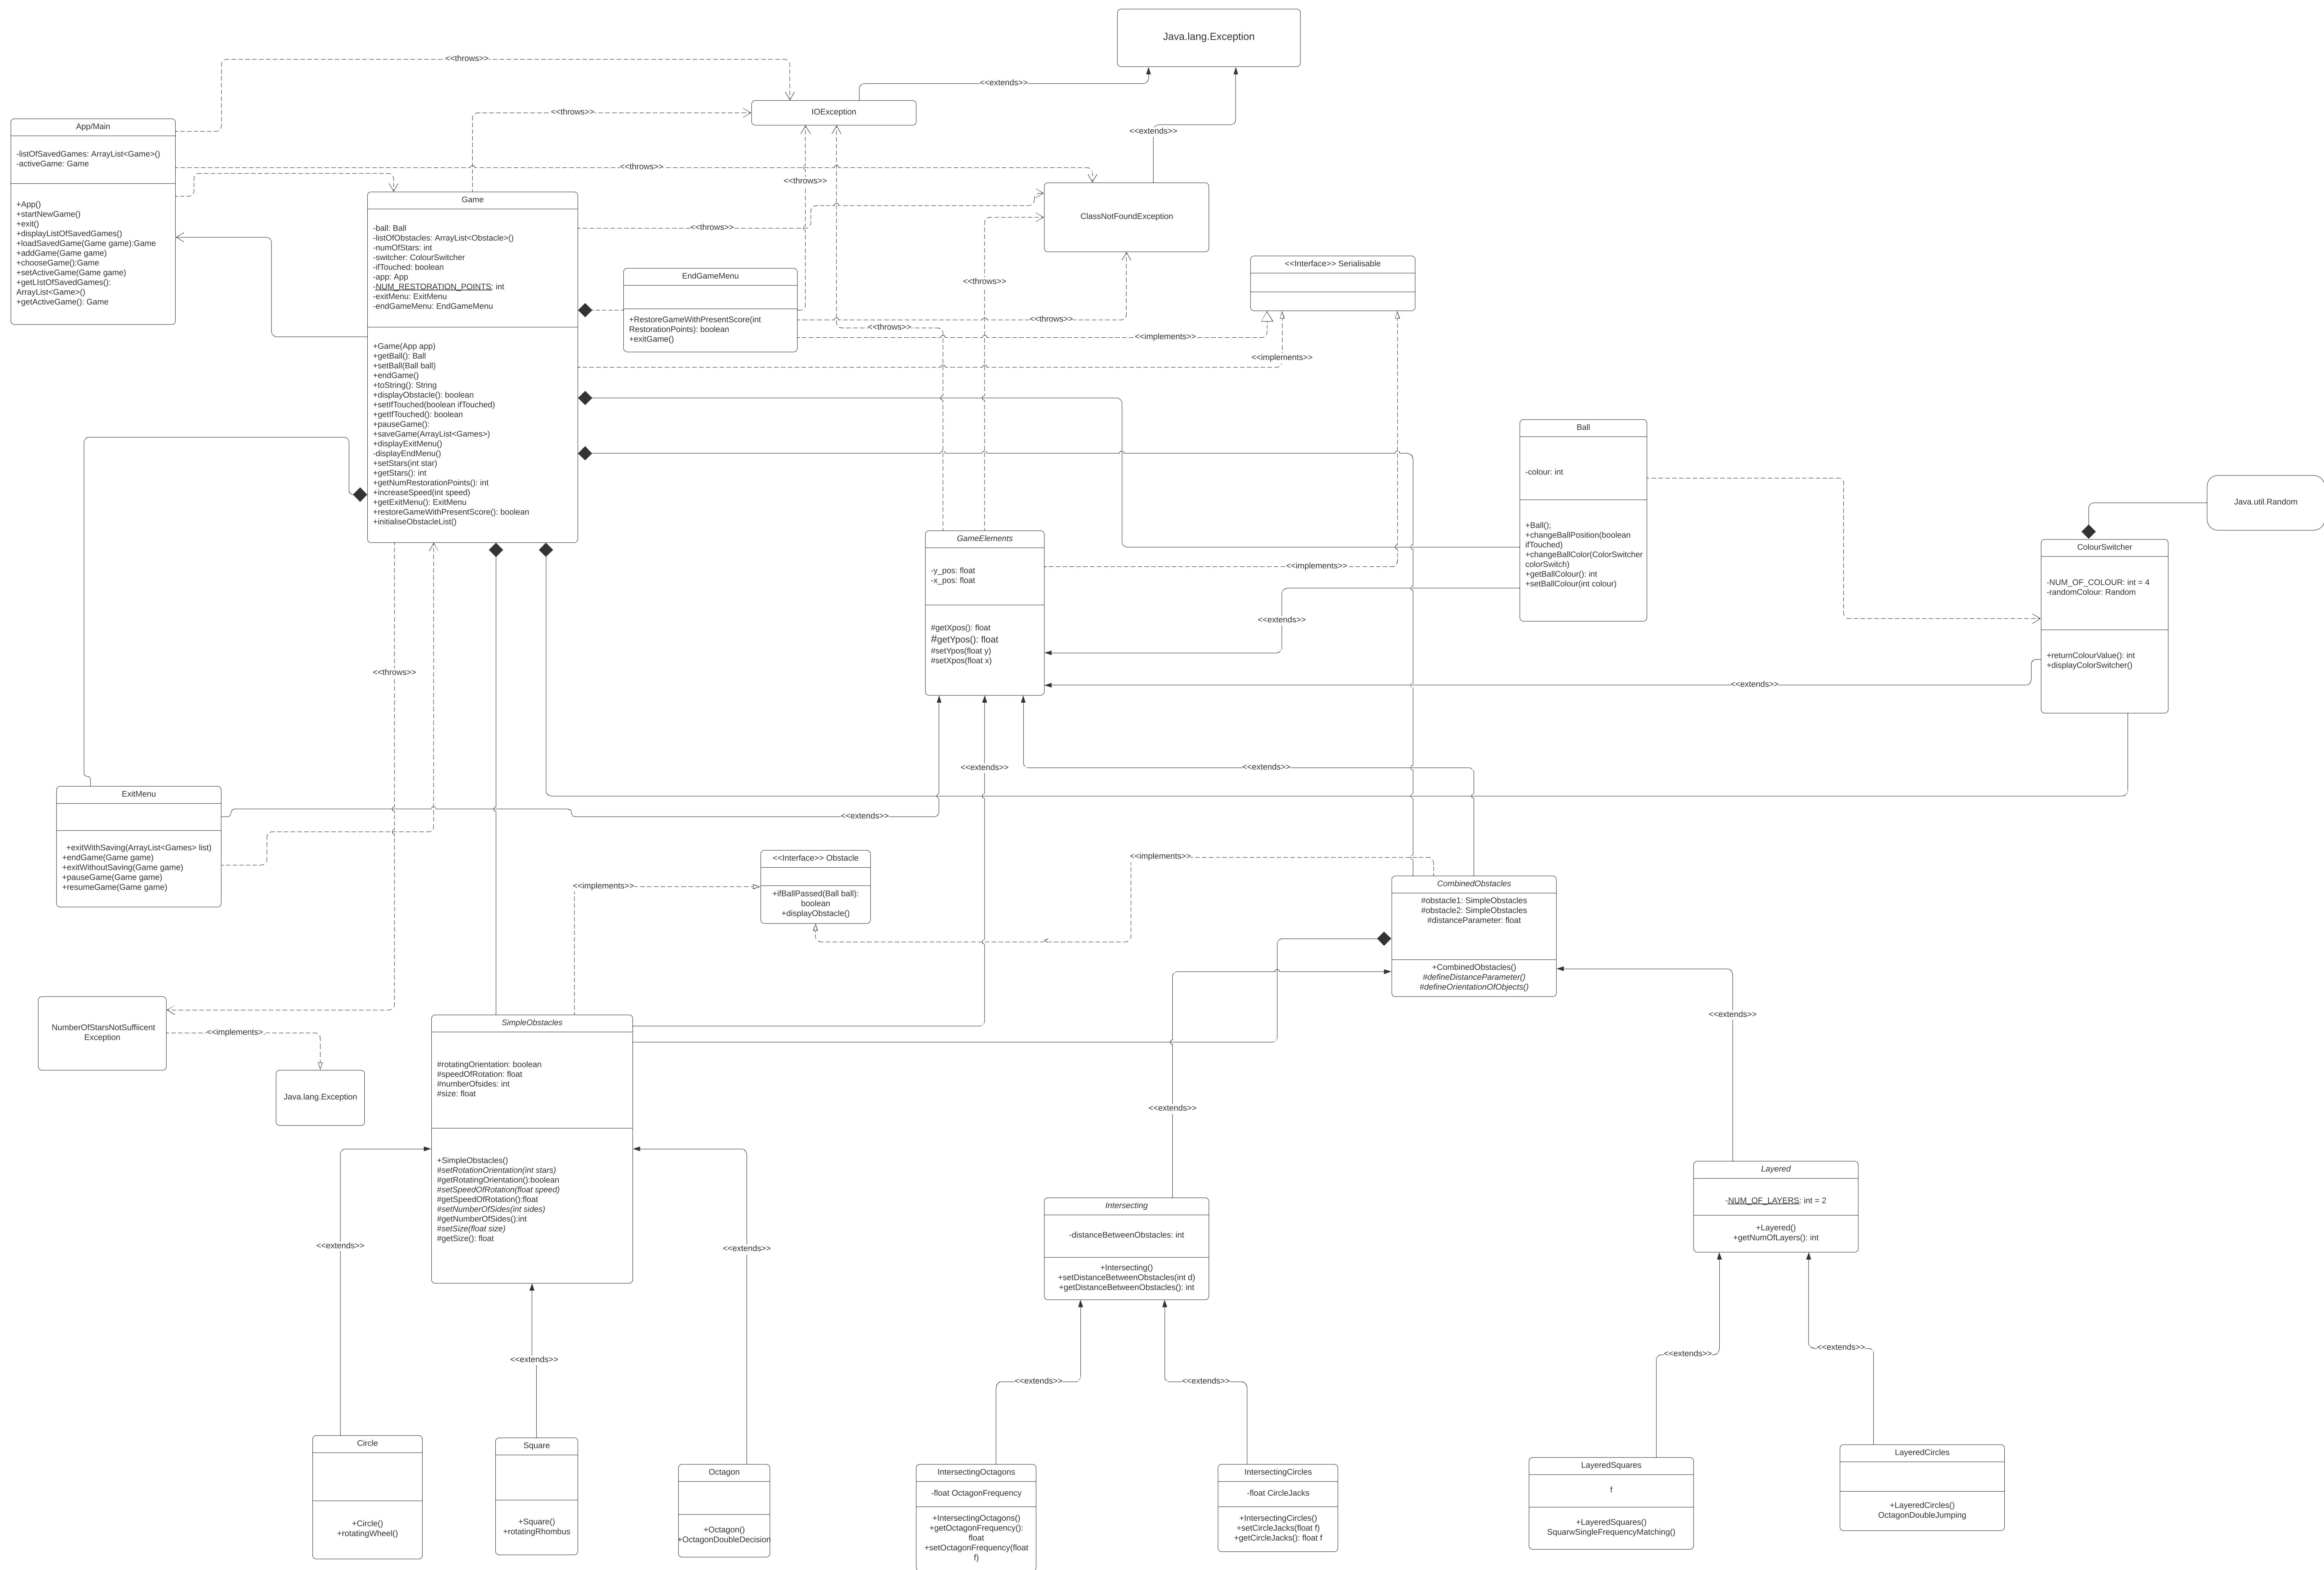 Java.lang.Exception
<<throws>>
<<extends>>
IOException
<<throws>>
<<extends>>
App/Main
-listOfSavedGames: ArrayList<Game>()
-activeGame: Game
+App()
+startNewGame()
+exit()
+displayListOfSavedGames()
+loadSavedGame(Game game):Game
+addGame(Game game)
+chooseGame():Game
+setActiveGame(Game game)
+getLIstOfSavedGames():
ArrayList<Game>()
+getActiveGame(): Game
<<throws>>
<<throws>>
ClassNotFoundException
Game
-ball: Ball
-listOfObstacles: ArrayList<Obstacle>()
-numOfStars: int
-switcher: ColourSwitcher
-ifTouched: boolean
-app: App
-NUM_RESTORATION_POINTS: int
-exitMenu: ExitMenu
-endGameMenu: EndGameMenu
+Game(App app)
+getBall(): Ball
+setBall(Ball ball)
+endGame()
+toString(): String
+displayObstacle(): boolean
+setIfTouched(boolean ifTouched)
+getIfTouched(): boolean
+pauseGame():
+saveGame(ArrayList<Games>)
+displayExitMenu()
-displayEndMenu()
+setStars(int star)
+getStars(): int
+getNumRestorationPoints(): int
+increaseSpeed(int speed)
+getExitMenu(): ExitMenu
+restoreGameWithPresentScore(): boolean
+initialiseObstacleList()
<<throws>>
EndGameMenu
+RestoreGameWithPresentScore(int
RestorationPoints): boolean
+exitGame()
<<throws>>
<<throws>>
<<throws>>
<<Interface>> Serialisable
<<implements>>
<<implements>>
Ball
-colour: int
+Ball();
+changeBallPosition(boolean
ifTouched)
+changeBallColor(ColorSwitcher
colorSwitch)
+getBallColour(): int
+setBallColour(int colour)
Java.util.Random
ColourSwitcher
-NUM_OF_COLOUR: int = 4
-randomColour: Random
+returnColourValue(): int
+displayColorSwitcher()
GameElements
-y_pos: float
-x_pos: float
#getXpos(): float
#getYpos(): float
#setYpos(float y)
#setXpos(float x)
<<implements>>
<<extends>>
<<extends>>
<<throws>>
<<extends>>
<<extends>>
ExitMenu
+exitWithSaving(ArrayList<Games> list)
+endGame(Game game)
+exitWithoutSaving(Game game)
+pauseGame(Game game)
+resumeGame(Game game)
<<extends>>
<<Interface>> Obstacle
+ifBallPassed(Ball ball):
boolean
+displayObstacle()
<<implements>>
<<implements>>
<
CombinedObstacles
#obstacle1: SimpleObstacles
#obstacle2: SimpleObstacles
#distanceParameter: float
+CombinedObstacles()
#defineDistanceParameter()
#defineOrientationOfObjects()
NumberOfStarsNotSuffiicent
Exception
<<implements>
Java.lang.Exception
SimpleObstacles
#rotatingOrientation: boolean
#speedOfRotation: float
#numberOfsides: int
#size: float
+SimpleObstacles()
#setRotationOrientation(int stars)
#getRotatingOrientation():boolean
#setSpeedOfRotation(float speed)
#getSpeedOfRotation():float
#setNumberOfSides(int sides)
#getNumberOfSides():int
#setSize(float size)
#getSize(): float
<<extends>>
<<extends>>
Layered
-NUM_OF_LAYERS: int = 2
+Layered()
+getNumOfLayers(): int
Intersecting
-distanceBetweenObstacles: int
+Intersecting()
+setDistanceBetweenObstacles(int d)
+getDistanceBetweenObstacles(): int
<<extends>>
<<extends>>
<<extends>>
<<extends>>
<<extends>>
<<extends>>
<<extends>>
Circle
+Circle()
+rotatingWheel()
Square
+Square()
+rotatingRhombus
Octagon
+Octagon()
+OctagonDoubleDecision
IntersectingOctagons
-float OctagonFrequency
+IntersectingOctagons()
+getOctagonFrequency():
float
+setOctagonFrequency(float
f)
IntersectingCircles
-float CircleJacks
+IntersectingCircles()
+setCircleJacks(float f)
+getCircleJacks(): float f
LayeredSquares
f
+LayeredSquares()
SquarwSingleFrequencyMatching()
LayeredCircles
+LayeredCircles()
OctagonDoubleJumping